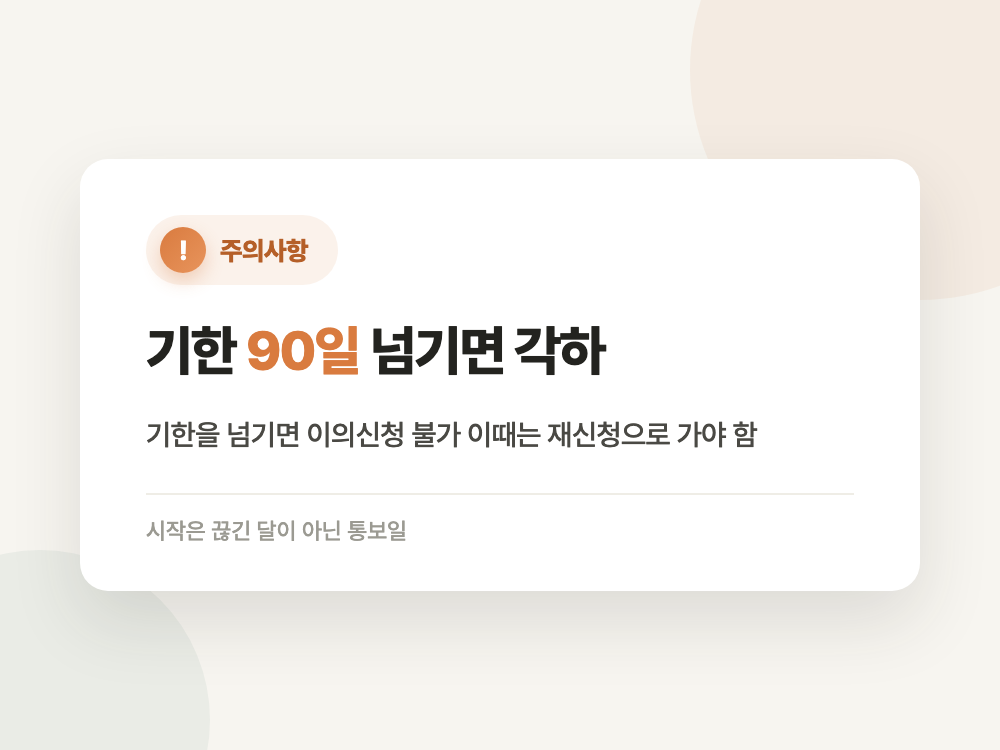 !
주의사항
기한 90일 넘기면 각하
기한을 넘기면 이의신청 불가 이때는 재신청으로 가야 함
시작은 끊긴 달이 아닌 통보일